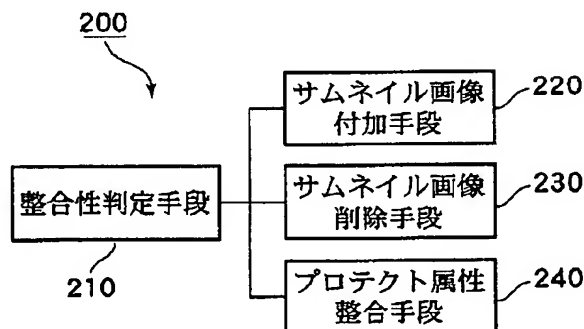 200
サムネイル画像
付加手段
220
整合性判定手段
210
サムネイル画像
削除手段
230
プロテクト属性
整合手段
240